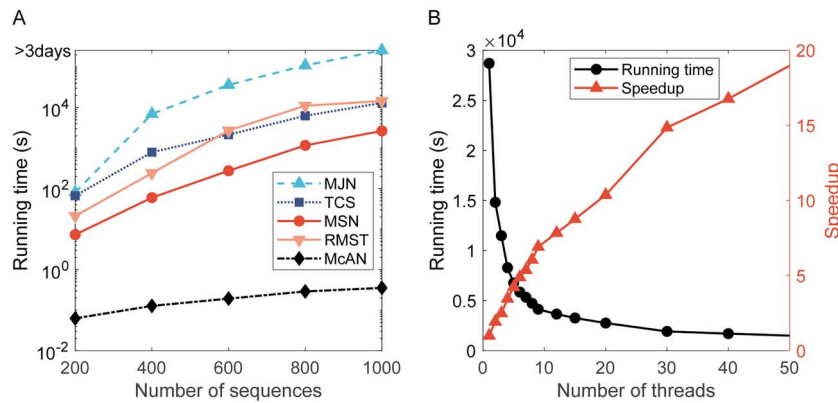 A
>3days
10^4
10^2
10^0
10^-2
Running time (s)
200
400
600
800
1000
Number of sequences
MJN
TCS
MSN
RMST
McAN
B
×10^4
3
2.5
2
1.5
1
0.5
0
Running time (s)
0
10
20
30
40
50
Number of threads
Running time
Speedup
20
15
10
5
0
Speedup